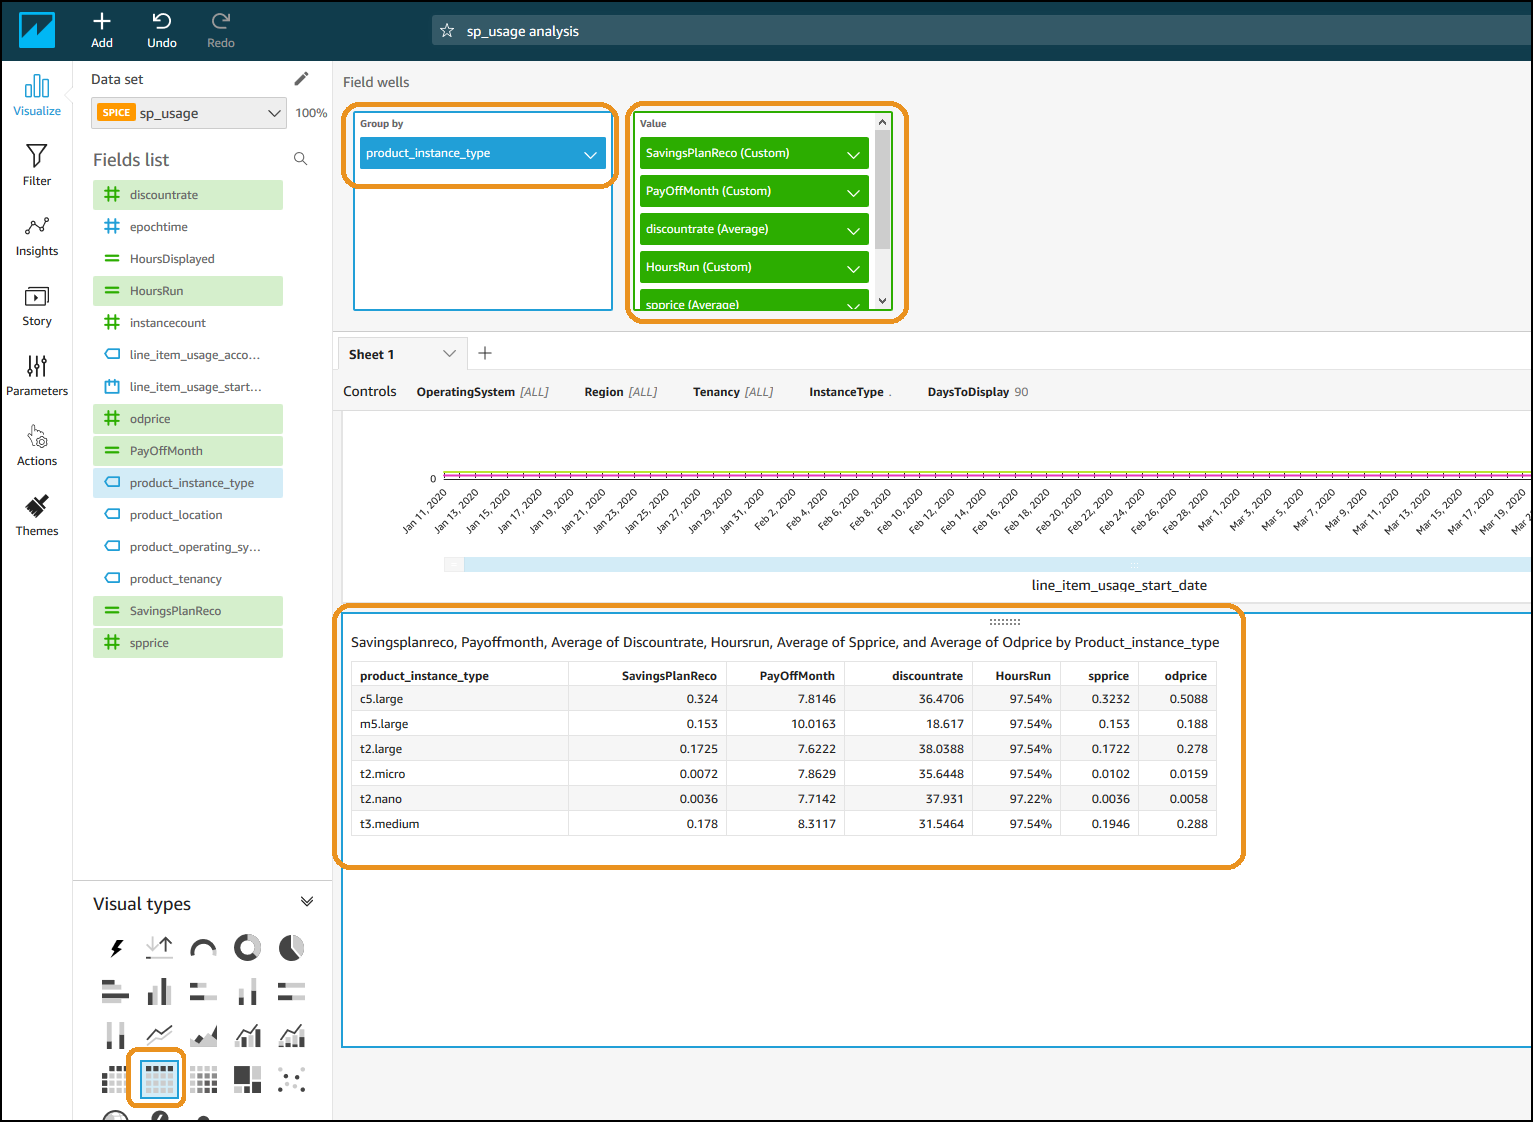 Add
Undo
Redo
sp_usage analysis
Visualize
Filter
Insights
Story
Parameters
Actions
Themes
Data set
SPICE sp_usage 100%
Fields list
discountrate
epochtime
HoursDisplayed
HoursRun
instancecount
line_item_usage_acco...
line_item_usage_start...
odprice
PayOffMonth
product_instance_type
product_location
product_operating_sy...
product_tenancy
SavingsPlanReco
spprice
Visual types
Field wells
Group by
product_instance_type
Value
SavingsPlanReco (Custom)
PayOffMonth (Custom)
discountrate (Average)
HoursRun (Custom)
spprice (Average)
Sheet 1
Controls OperatingSystem [ALL] Region [ALL] Tenancy [ALL] InstanceType . DaysToDisplay 90
0
Jan 11, 2020
Jan 13, 2020
Jan 15, 2020
Jan 17, 2020
Jan 19, 2020
Jan 21, 2020
Jan 23, 2020
Jan 25, 2020
Jan 27, 2020
Jan 29, 2020
Jan 31, 2020
Feb 2, 2020
Feb 4, 2020
Feb 6, 2020
Feb 8, 2020
Feb 10, 2020
Feb 12, 2020
Feb 14, 2020
Feb 16, 2020
Feb 18, 2020
Feb 20, 2020
Feb 22, 2020
Feb 24, 2020
Feb 26, 2020
Feb 28, 2020
Mar 1, 2020
Mar 3, 2020
Mar 5, 2020
Mar 7, 2020
Mar 9, 2020
Mar 11, 2020
Mar 13, 2020
Mar 15, 2020
Mar 17, 2020
Mar 19, 2020
Mar 2
line_item_usage_start_date
Savingsplanreco, Payoffmonth, Average of Discountrate, Hoursrun, Average of Spprice, and Average of Odprice by Product_instance_type
product_instance_type SavingsPlanReco PayOffMonth discountrate HoursRun spprice odprice
c5.large 0.324 7.8146 36.4706 97.54% 0.3232 0.5088
m5.large 0.153 10.0163 18.617 97.54% 0.153 0.188
t2.large 0.1725 7.6222 38.0388 97.54% 0.1722 0.278
t2.micro 0.0072 7.8629 35.6448 97.54% 0.0102 0.0159
t2.nano 0.0036 7.7142 37.931 97.22% 0.0036 0.0058
t3.medium 0.178 8.3117 31.5464 97.54% 0.1946 0.288